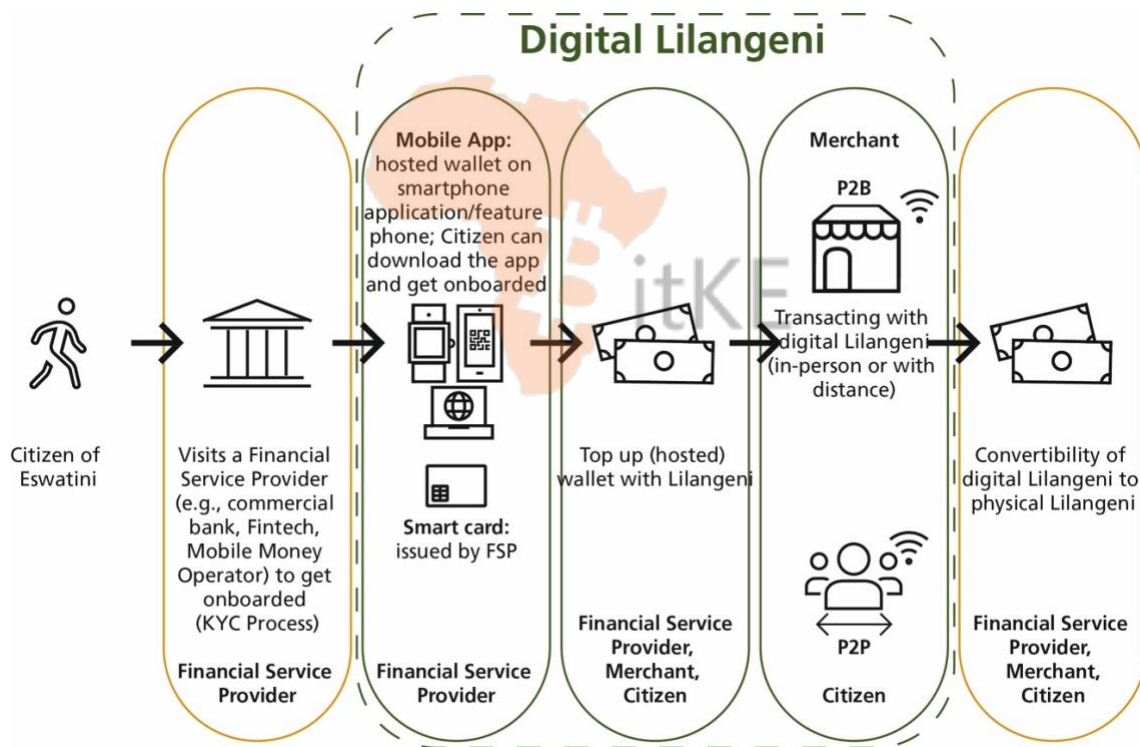 Digital Lilangeni
Citizen of
Eswatini
Visits a Financial
Service Provider
(e.g., commercial
bank, Fintech,
Mobile Money
Operator) to get
onboarded
(KYC Process)
Financial Service
Provider
Mobile App:
hosted wallet on
smartphone
application/feature
phone; Citizen can
download the app
and get onboarded
Smart card:
issued by FSP
Financial Service
Provider
Top up (hosted)
wallet with Lilangeni
Financial Service
Provider,
Merchant,
Citizen
Merchant
P2B
Transacting with
digital Lilangeni
(in-person or with
distance)
P2P
Citizen
Convertibility of
digital Lilangeni to
physical Lilangeni
Financial Service
Provider,
Merchant,
Citizen
itKE